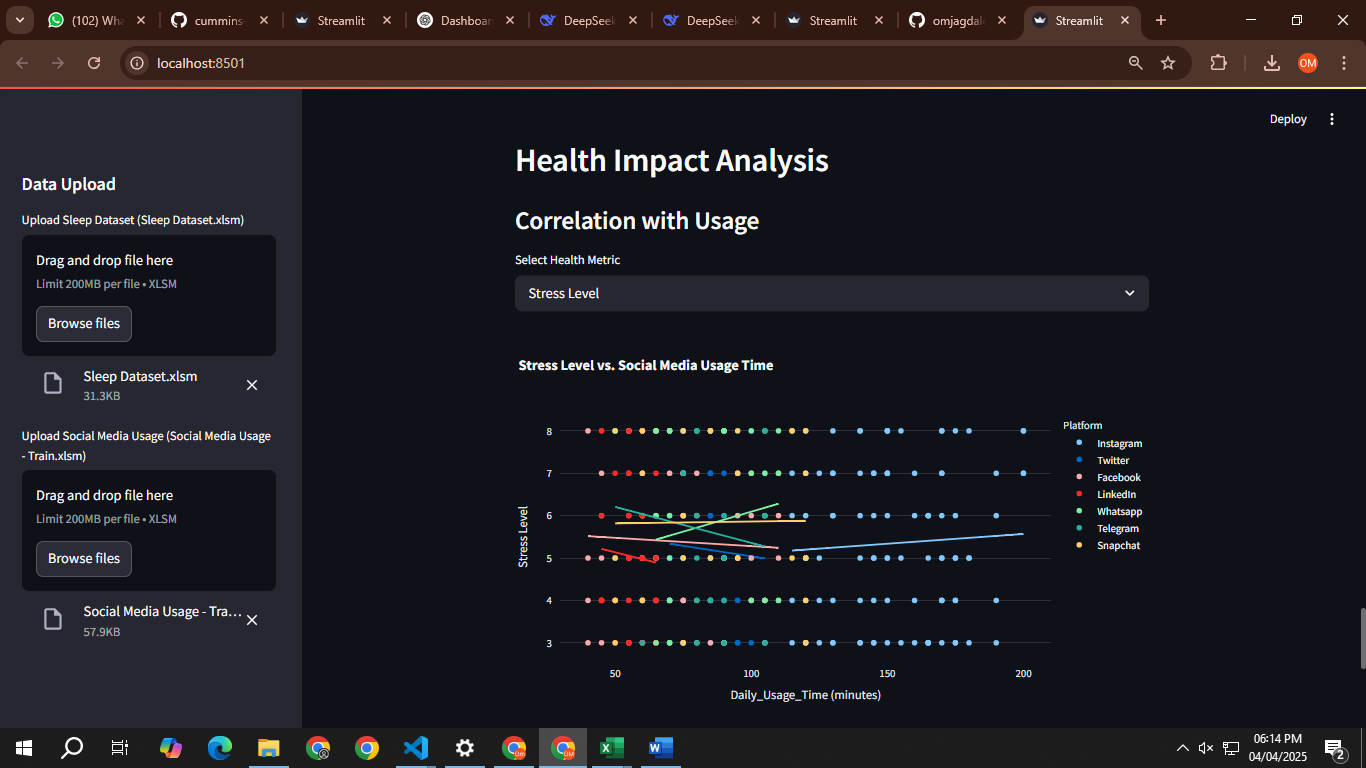 (102) Wha
cummins-
Streamlit
Dashboar
DeepSeek
DeepSeek
Streamlit
omjagdal
Streamlit
localhost:8501
OM
Deploy
Data Upload
Upload Sleep Dataset (Sleep Dataset.xlsm)
Drag and drop file here
Limit 200MB per file • XLSM
Browse files
Sleep Dataset.xlsm
31.3KB
Upload Social Media Usage (Social Media Usage
- Train.xlsm)
Drag and drop file here
Limit 200MB per file • XLSM
Browse files
Social Media Usage - Tra...
57.9KB
Health Impact Analysis
Correlation with Usage
Select Health Metric
Stress Level
Stress Level vs. Social Media Usage Time
8
7
6
5
4
3
Stress Level
50
100
150
200
Daily_Usage_Time (minutes)
Platform
Instagram
Twitter
Facebook
LinkedIn
Whatsapp
Telegram
Snapchat
06:14 PM
04/04/2025
2